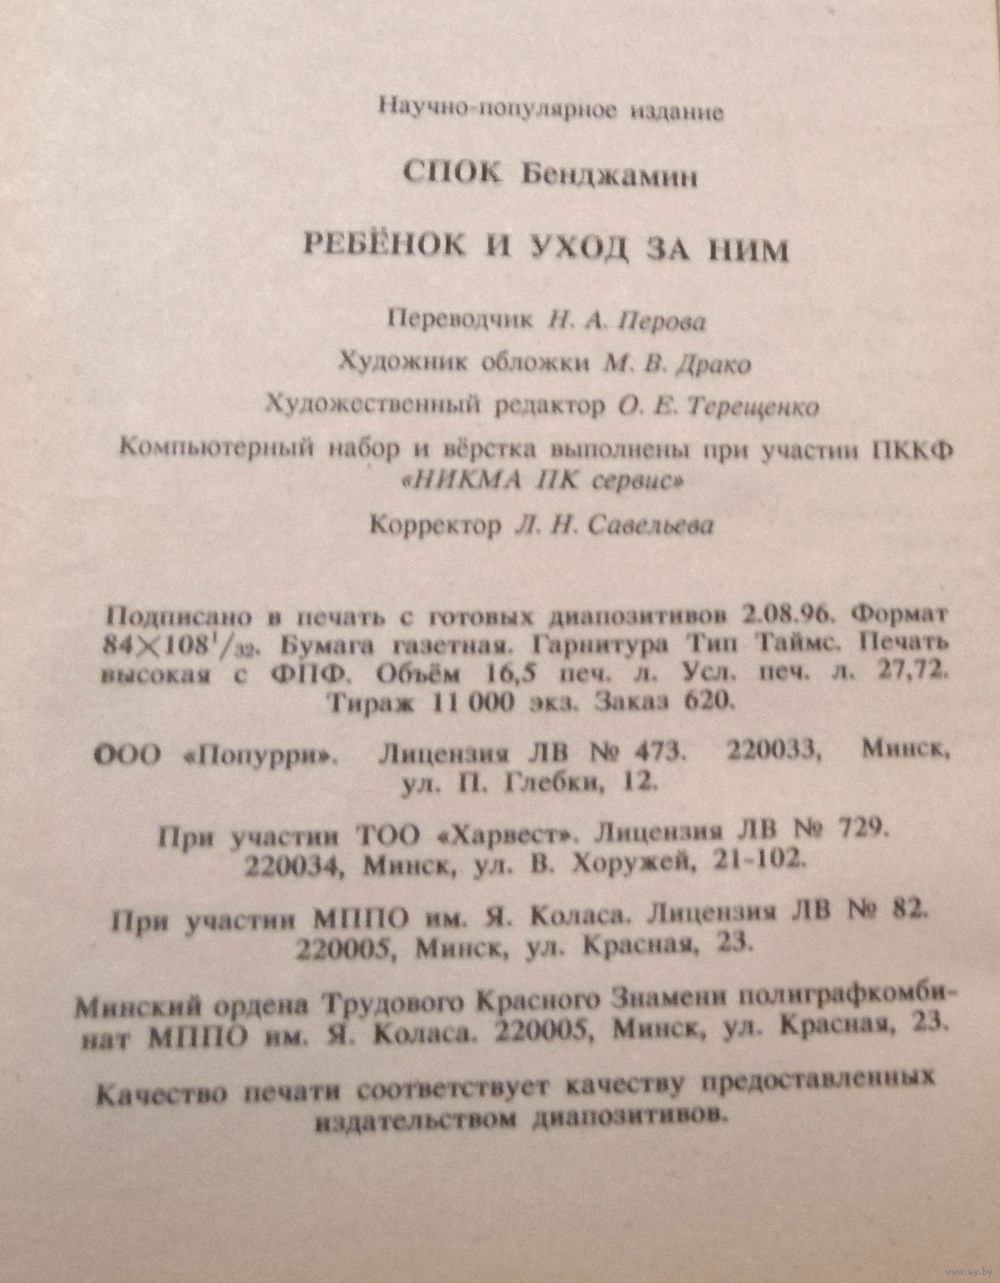 Научно-популярное издание
СПОК Бенджамин
РЕБЁНОК И УХОД ЗА НИМ
Переводчик Н. А. Перова
Художник обложки М. В. Драко
Художественный редактор О. Е. Терещенко
Компьютерный набор и вёрстка выполнены при участии ПККФ
«НИКМА ПК сервис»
Корректор Л. Н. Савельева
Подписано в печать с готовых диапозитивов 2.08.96. Формат
84×108¹/₃₂. Бумага газетная. Гарнитура Тип Таймс. Печать
высокая с ФПФ. Объём 16,5 печ. л. Усл. печ. л. 27,72.
Тираж 11 000 экз. Заказ 620.
ООО «Попурри». Лицензия ЛВ № 473. 220033, Минск,
ул. П. Глебки, 12.
При участии ТОО «Харвест». Лицензия ЛВ № 729.
220034, Минск, ул. В. Хоружей, 21-102.
При участии МППО им. Я. Коласа. Лицензия ЛВ № 82.
220005, Минск, ул. Красная, 23.
Минский ордена Трудового Красного Знамени полиграфкомби-
нат МППО им. Я. Коласа. 220005, Минск, ул. Красная, 23.
Качество печати соответствует качеству предоставленных
издательством диапозитивов.
www.ay.by